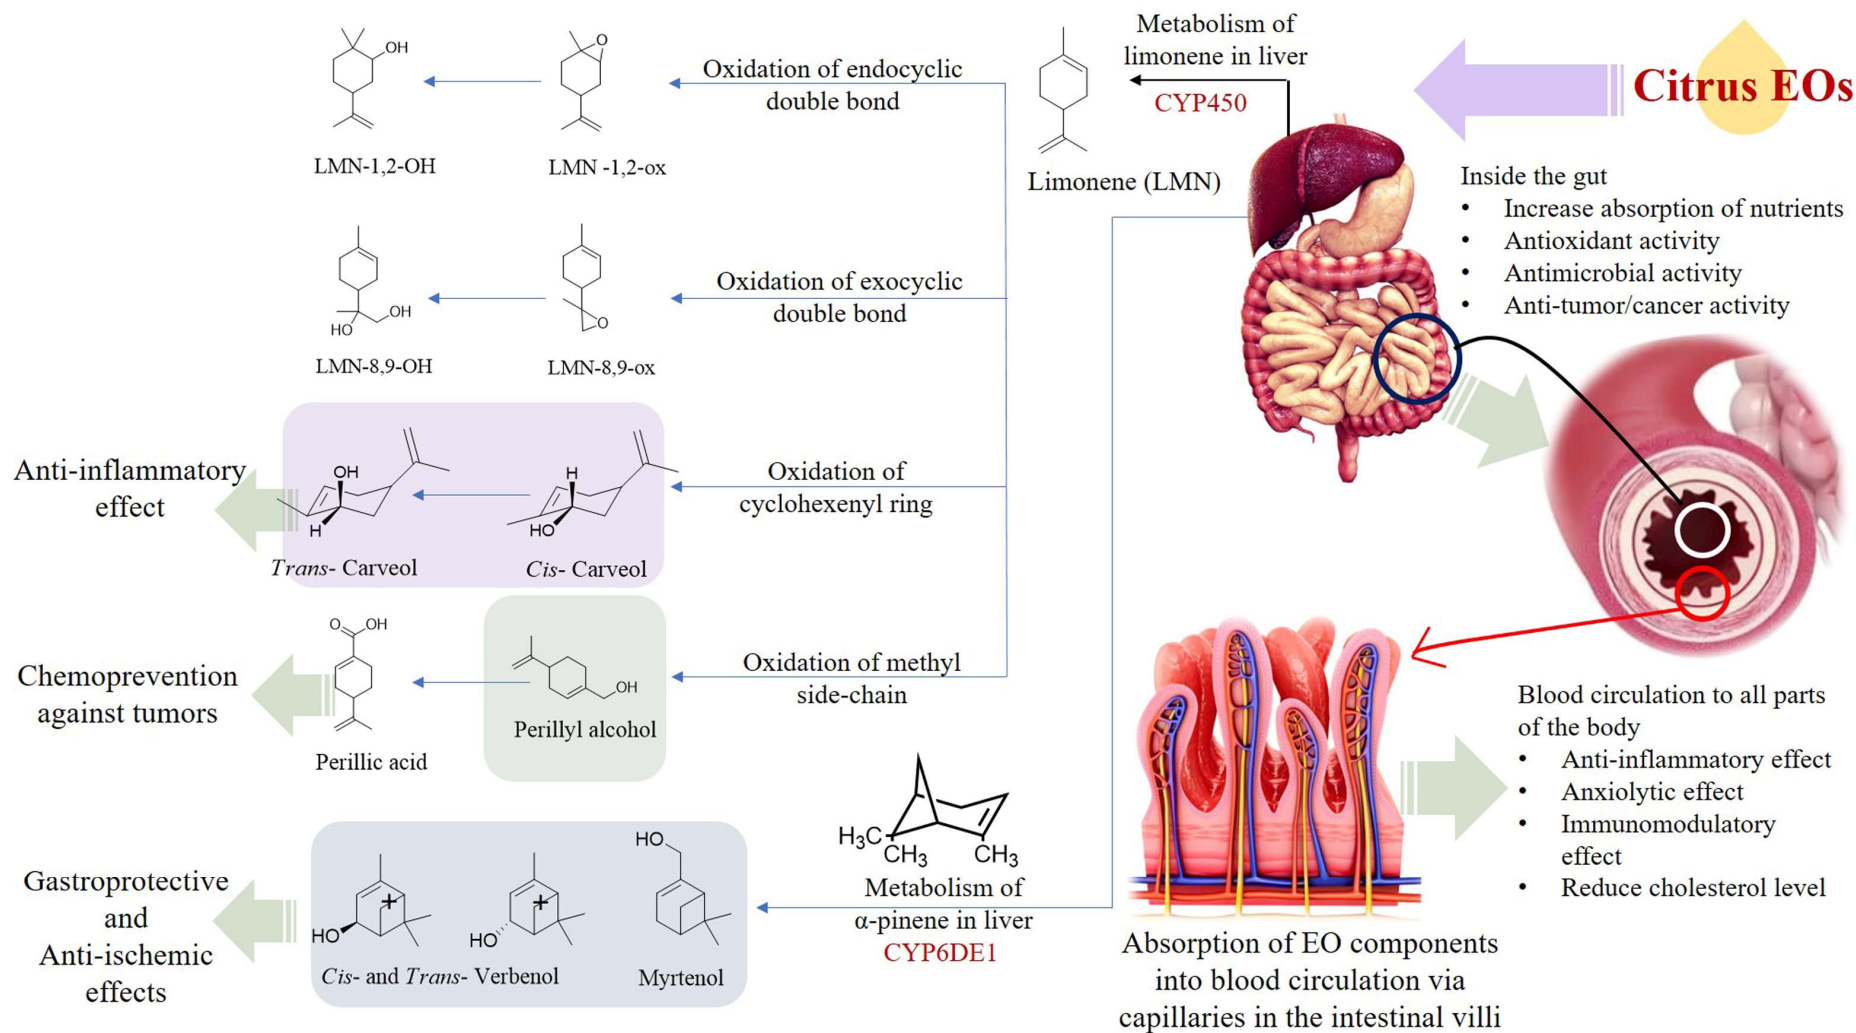 Citrus EOs
Metabolism of
limonene in liver
CYP450
Limonene (LMN)
Inside the gut
• Increase absorption of nutrients
• Antioxidant activity
• Antimicrobial activity
• Anti-tumor/cancer activity
Oxidation of endocyclic
double bond
O
LMN -1,2-ox
OH
LMN-1,2-OH
Oxidation of exocyclic
double bond
O
LMN-8,9-ox
OH
HO
LMN-8,9-OH
Oxidation of
cyclohexenyl ring
H
HO
Cis- Carveol
OH
H
Trans- Carveol
Anti-inflammatory
effect
Oxidation of methyl
side-chain
OH
Perillyl alcohol
O
OH
Perillic acid
Chemoprevention
against tumors
H3C
CH3
CH3
Metabolism of
α-pinene in liver
CYP6DE1
HO
Myrtenol
HO
HO
Cis- and Trans- Verbenol
Gastroprotective
and
Anti-ischemic
effects
Blood circulation to all parts
of the body
• Anti-inflammatory effect
• Anxiolytic effect
• Immunomodulatory
effect
• Reduce cholesterol level
Absorption of EO components
into blood circulation via
capillaries in the intestinal villi